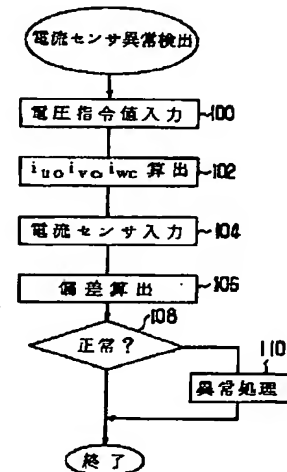 電流センサ異常検出
電圧指令値入力 100
iuc, ivc, iwc 算出 102
電流センサ入力 104
偏差算出 106
108
正常?
110
異常処理
終了